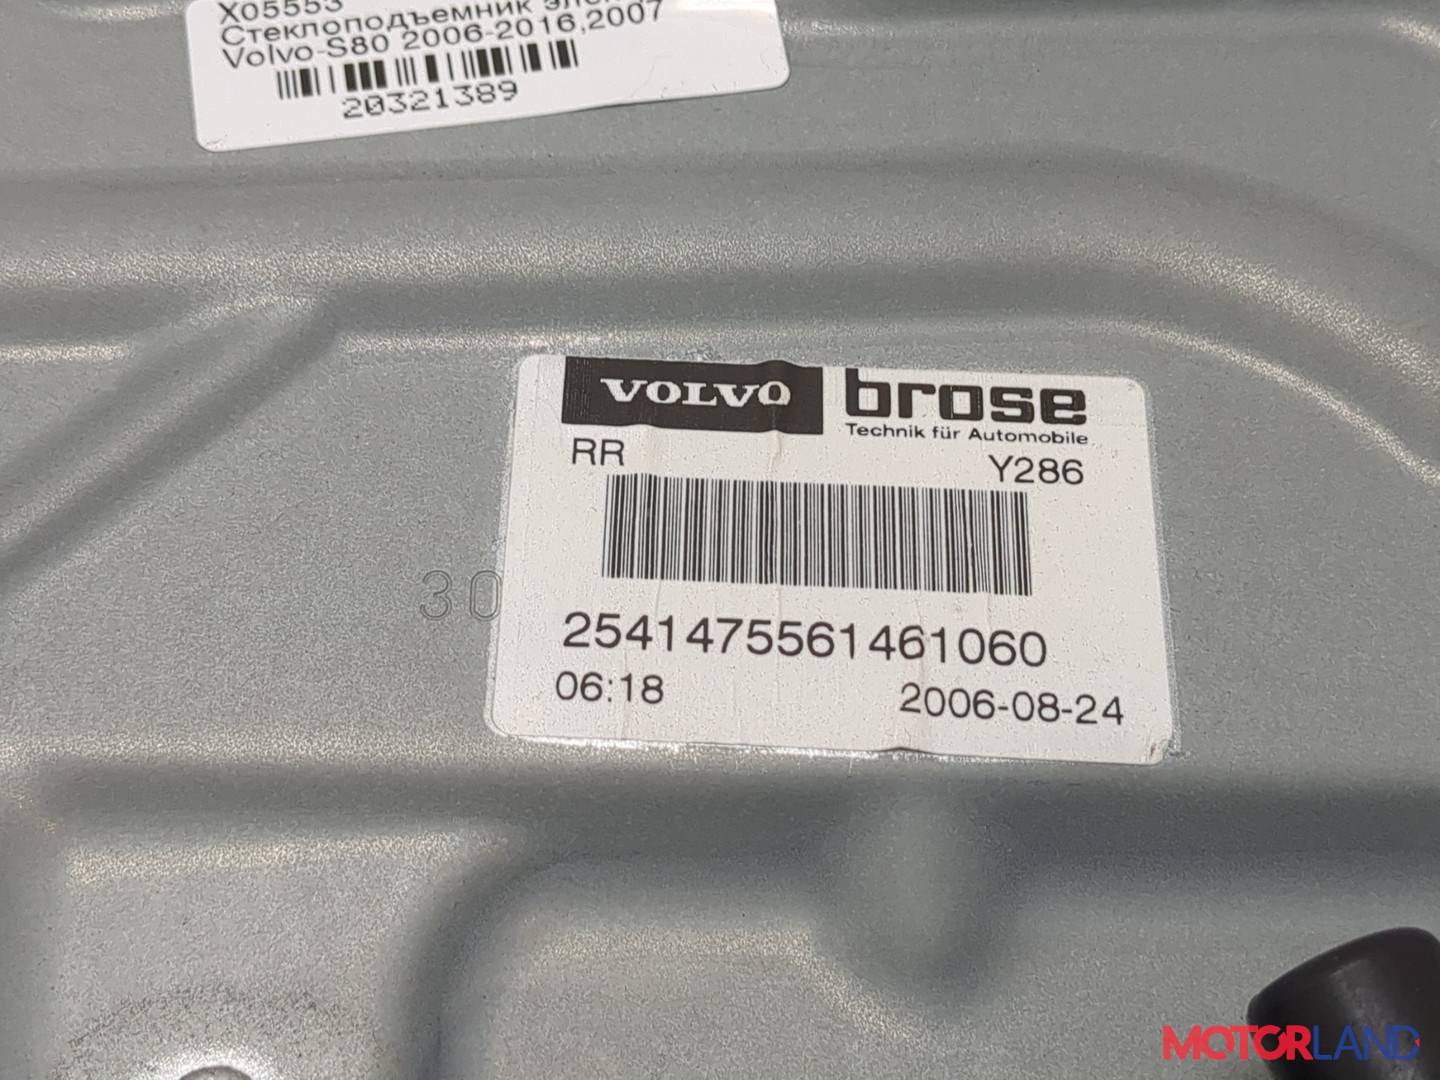 X05553
Стеклоподъемник
Volvo-S80 2006-2016,2007
20321389
VOLVO brose
Technik für Automobile
RR Y286
30
2541475561461060
06:18 2006-08-24
MOTORLAND